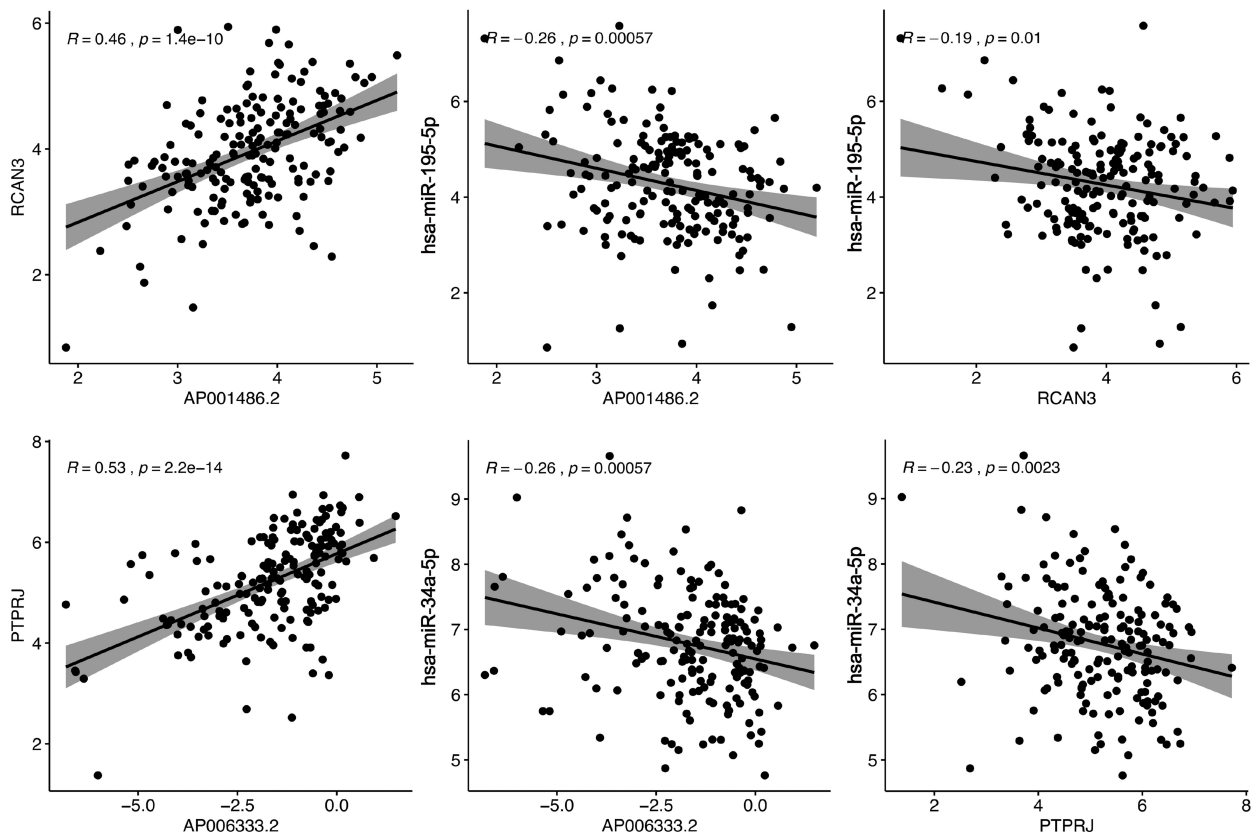 R = 0.46 , p = 1.4e−10
6
4
2
RCAN3
2
3
4
5
AP001486.2
R = −0.26 , p = 0.00057
6
4
2
hsa-miR-195-5p
2
3
4
5
AP001486.2
R = −0.19 , p = 0.01
6
4
2
hsa-miR-195-5p
2
4
6
RCAN3
R = 0.53 , p = 2.2e−14
8
6
4
2
PTPRJ
−5.0
−2.5
0.0
AP006333.2
R = −0.26 , p = 0.00057
9
8
7
6
5
hsa-miR-34a-5p
−5.0
−2.5
0.0
AP006333.2
R = −0.23 , p = 0.0023
9
8
7
6
5
hsa-miR-34a-5p
2
4
6
8
PTPRJ